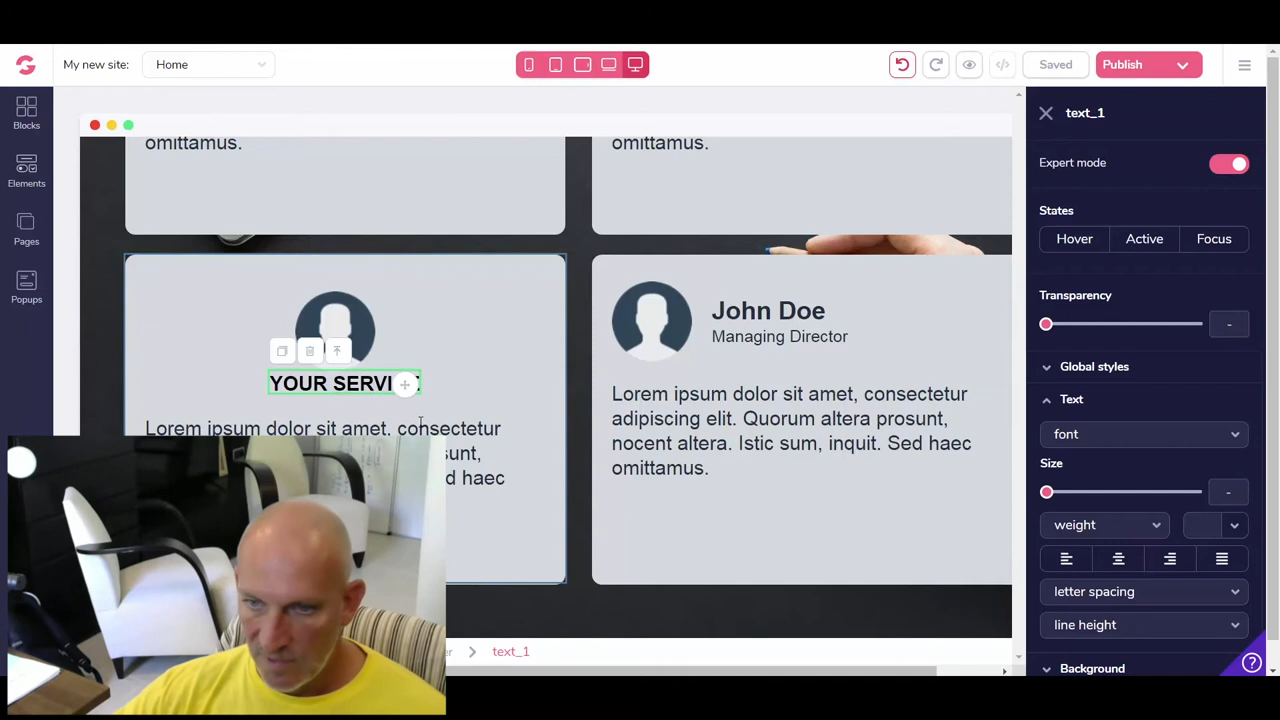 My new site:
Home
Saved
Publish
Blocks
Elements
Pages
Popups
omittamus.
omittamus.
YOUR SERVI
Lorem ipsum dolor sit amet, consectetur
sunt,
d haec
John Doe
Managing Director
Lorem ipsum dolor sit amet, consectetur
adipiscing elit. Quorum altera prosunt,
nocent altera. Istic sum, inquit. Sed haec
omittamus.
er
text_1
text_1
Expert mode
States
Hover
Active
Focus
Transparency
-
Global styles
Text
font
Size
-
weight
letter spacing
line height
Background